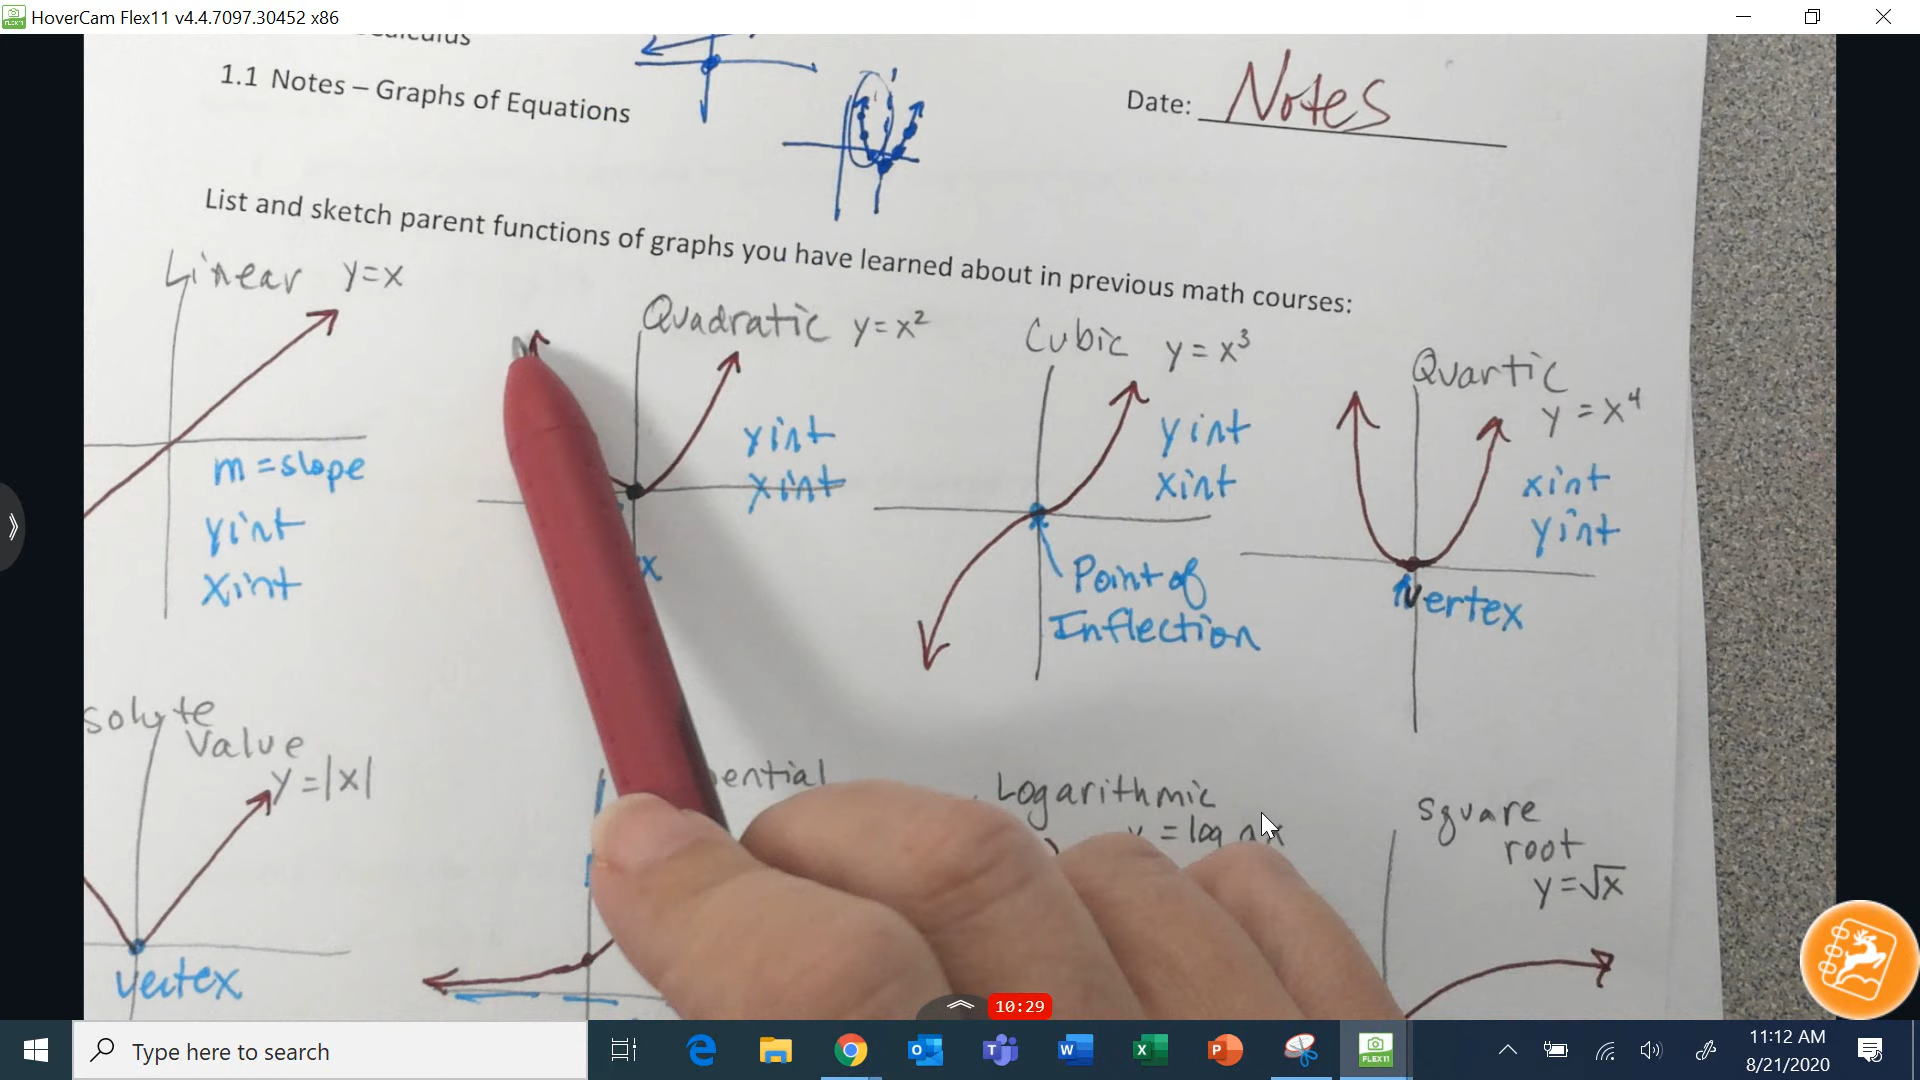 HoverCam Flex11 v4.4.7097.30452 x86
1.1 Notes – Graphs of Equations
Date: Notes
List and sketch parent functions of graphs you have learned about in previous math courses:
Linear y=x
m = slope
yint
xint
Quadratic y=x²
yint
xint
Cubic y = x³
yint
xint
Point of
Inflection
Quartic
y = x⁴
xint
yint
vertex
Value
y=|x|
vertex
Logarithmic
Square
root
y=√x
10:29
Type here to search
11:12 AM
8/21/2020
FLEX11